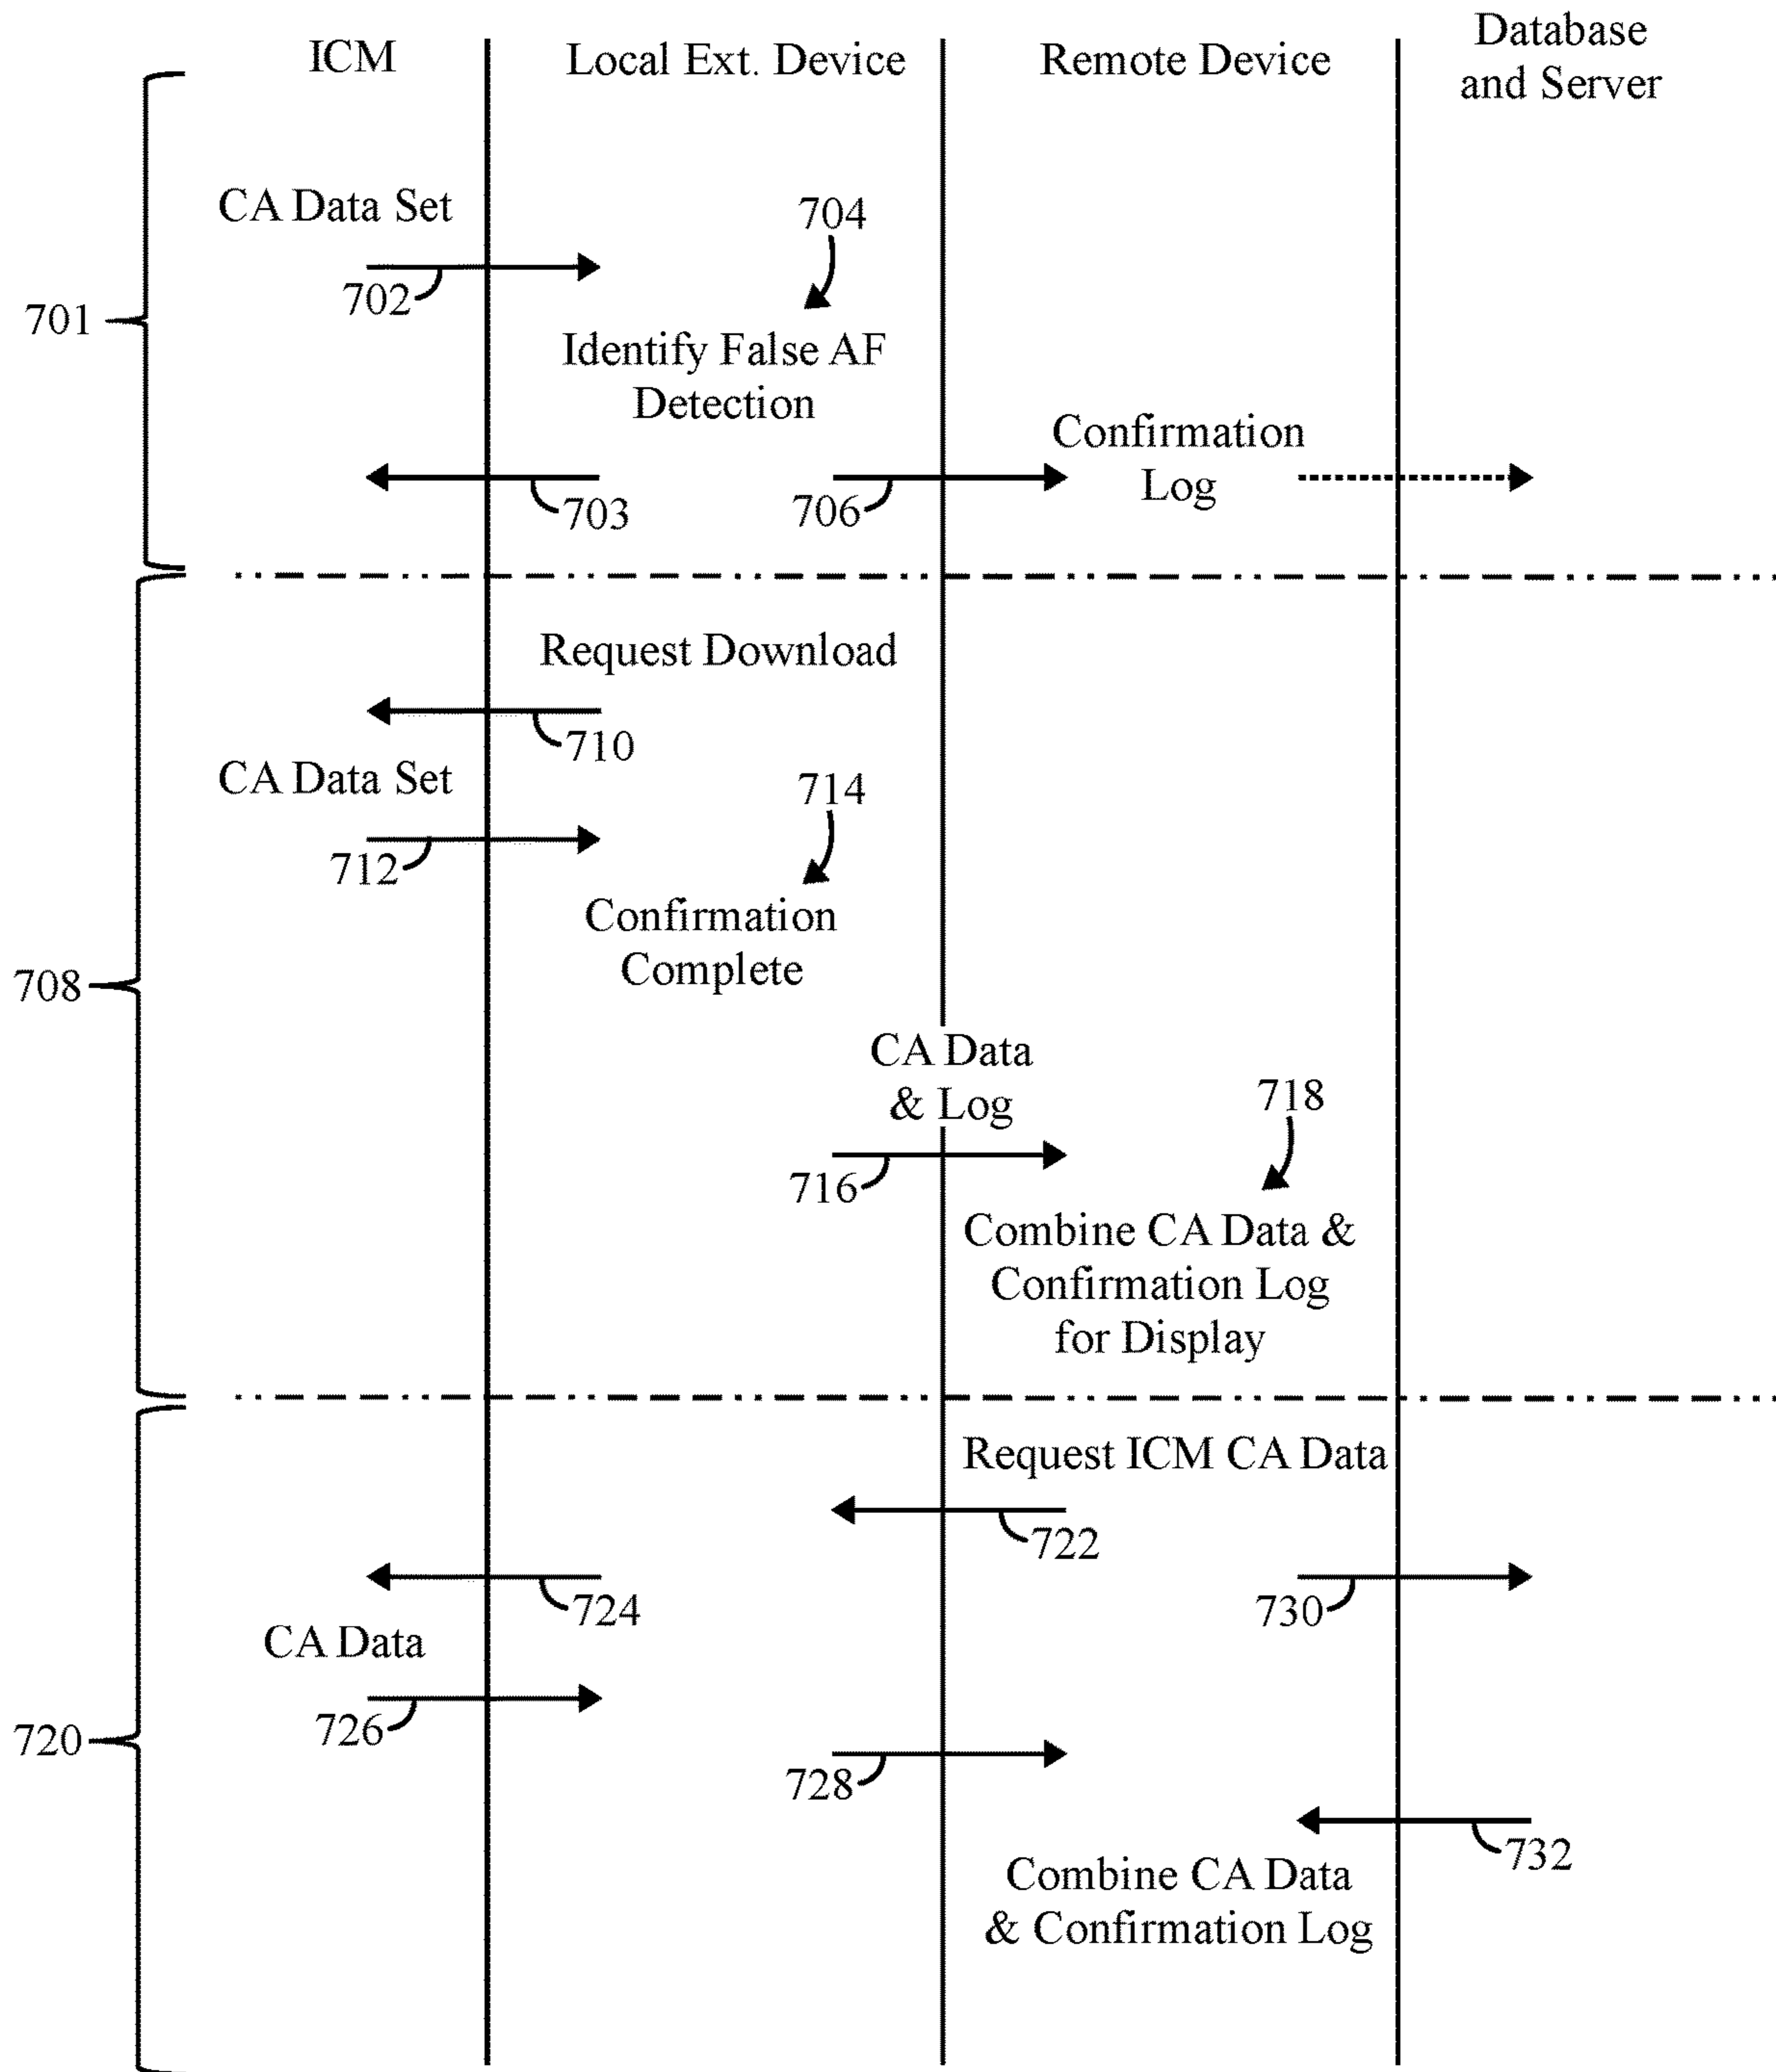 ICM
Local Ext. Device
Remote Device
Database
and Server
701
CA Data Set
702
704
Identify False AF
Detection
703
706
Confirmation
Log
708
Request Download
710
CA Data Set
712
714
Confirmation
Complete
CA Data
& Log
716
718
Combine CA Data &
Confirmation Log
for Display
720
Request ICM CA Data
722
724
730
CA Data
726
728
732
Combine CA Data
& Confirmation Log